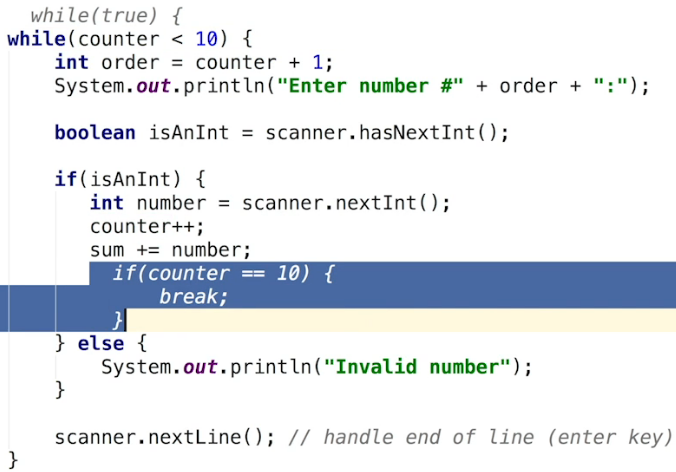 while(true) {
while(counter < 10) {
int order = counter + 1;
System.out.println("Enter number #" + order + ":");
boolean isAnInt = scanner.hasNextInt();
if(isAnInt) {
int number = scanner.nextInt();
counter++;
sum += number;
if(counter == 10) {
break;
}
} else {
System.out.println("Invalid number");
}
scanner.nextLine(); // handle end of line (enter key)
}